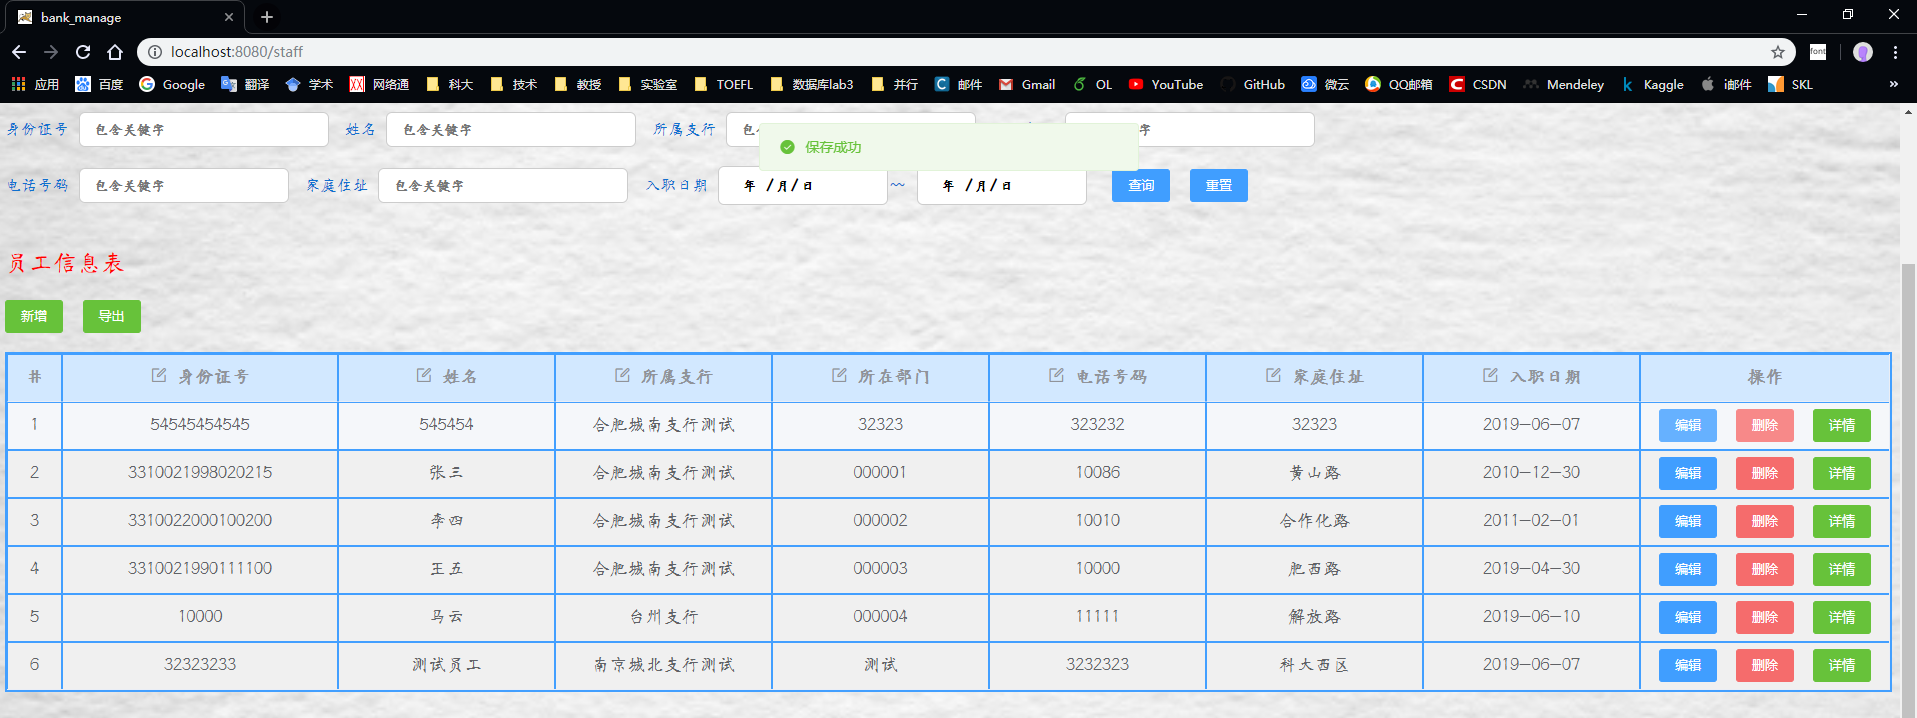 bank_manage
localhost:8080/staff
font
应用 百度 Google 翻译 学术 网络通 科大 技术 教授 实验室 TOEFL 数据库lab3 并行 邮件 Gmail OL YouTube GitHub 微云 QQ邮箱 CSDN Mendeley Kaggle i邮件 SKL »
身份证号 包含关键字 姓名 包含关键字 所属支行 包 字
保存成功
电话号码 包含关键字 家庭住址 包含关键字 入职日期 年 /月/日 ~ 年 /月/日 查询 重置
员工信息表
新增 导出
# 身份证号 姓名 所属支行 所在部门 电话号码 家庭住址 入职日期 操作
1 54545454545 545454 合肥城南支行测试 32323 323232 32323 2019-06-07 编辑 删除 详情
2 3310021998020215 张三 合肥城南支行测试 000001 10086 黄山路 2010-12-30 编辑 删除 详情
3 3310022000100200 李四 合肥城南支行测试 000002 10010 合作化路 2011-02-01 编辑 删除 详情
4 3310021990111100 王五 合肥城南支行测试 000003 10000 肥西路 2019-04-30 编辑 删除 详情
5 10000 马云 台州支行 000004 11111 解放路 2019-06-10 编辑 删除 详情
6 32323233 测试员工 南京城北支行测试 测试 3232323 科大西区 2019-06-07 编辑 删除 详情